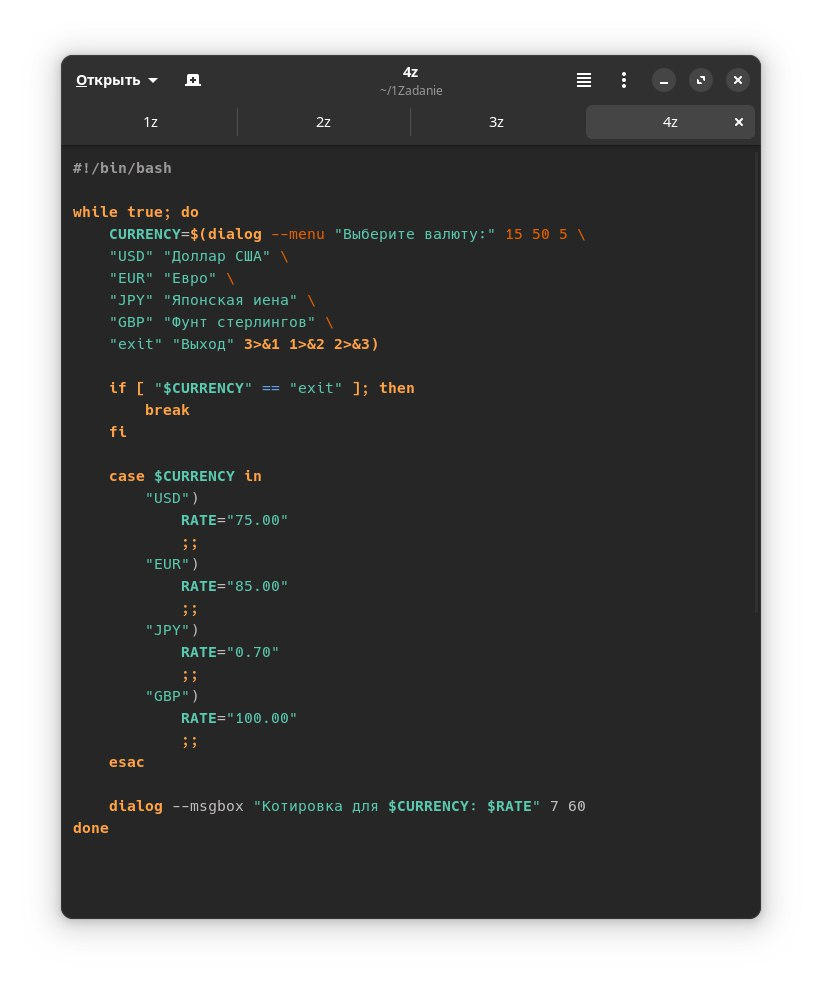 Открыть
4z
~/1Zadanie
1z 2z 3z 4z
#!/bin/bash
while true; do
    CURRENCY=$(dialog --menu "Выберите валюту:" 15 50 5 \
    "USD" "Доллар США" \
    "EUR" "Евро" \
    "JPY" "Японская иена" \
    "GBP" "Фунт стерлингов" \
    "exit" "Выход" 3>&1 1>&2 2>&3)
    if [ "$CURRENCY" == "exit" ]; then
        break
    fi
    case $CURRENCY in
        "USD")
            RATE="75.00"
            ;;
        "EUR")
            RATE="85.00"
            ;;
        "JPY")
            RATE="0.70"
            ;;
        "GBP")
            RATE="100.00"
            ;;
    esac
    dialog --msgbox "Котировка для $CURRENCY: $RATE" 7 60
done